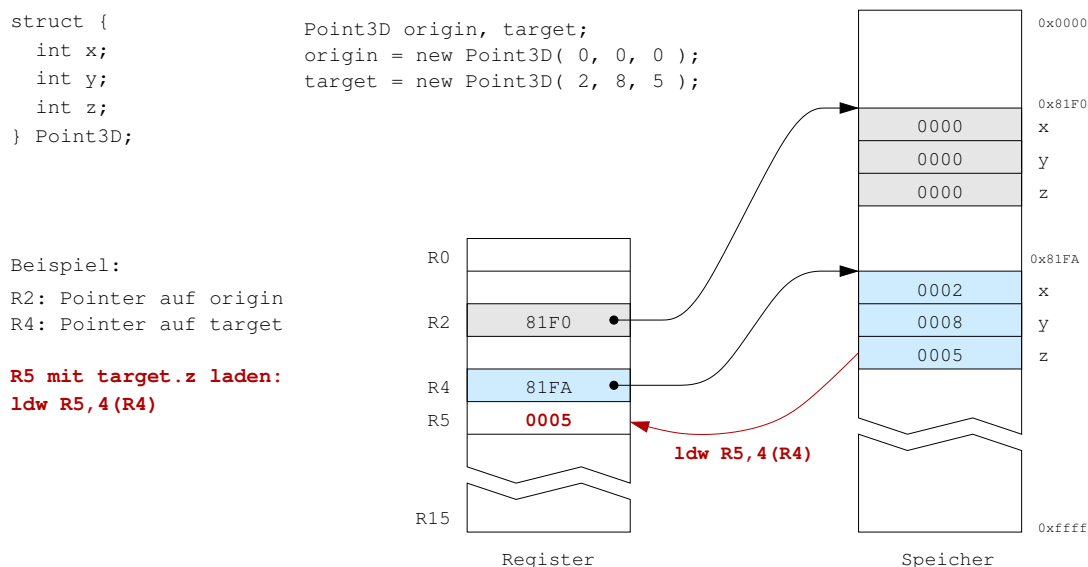 struct {
  int x;
  int y;
  int z;
} Point3D;
Point3D origin, target;
origin = new Point3D( 0, 0, 0 );
target = new Point3D( 2, 8, 5 );
Beispiel:
R2: Pointer auf origin
R4: Pointer auf target
R5 mit target.z laden:
ldw R5,4(R4)
R0
R2 81F0
R4 81FA
R5 0005
R15
Register
ldw R5,4(R4)
0x0000
0x81F0
0000 x
0000 y
0000 z
0x81FA
0002 x
0008 y
0005 z
0xffff
Speicher